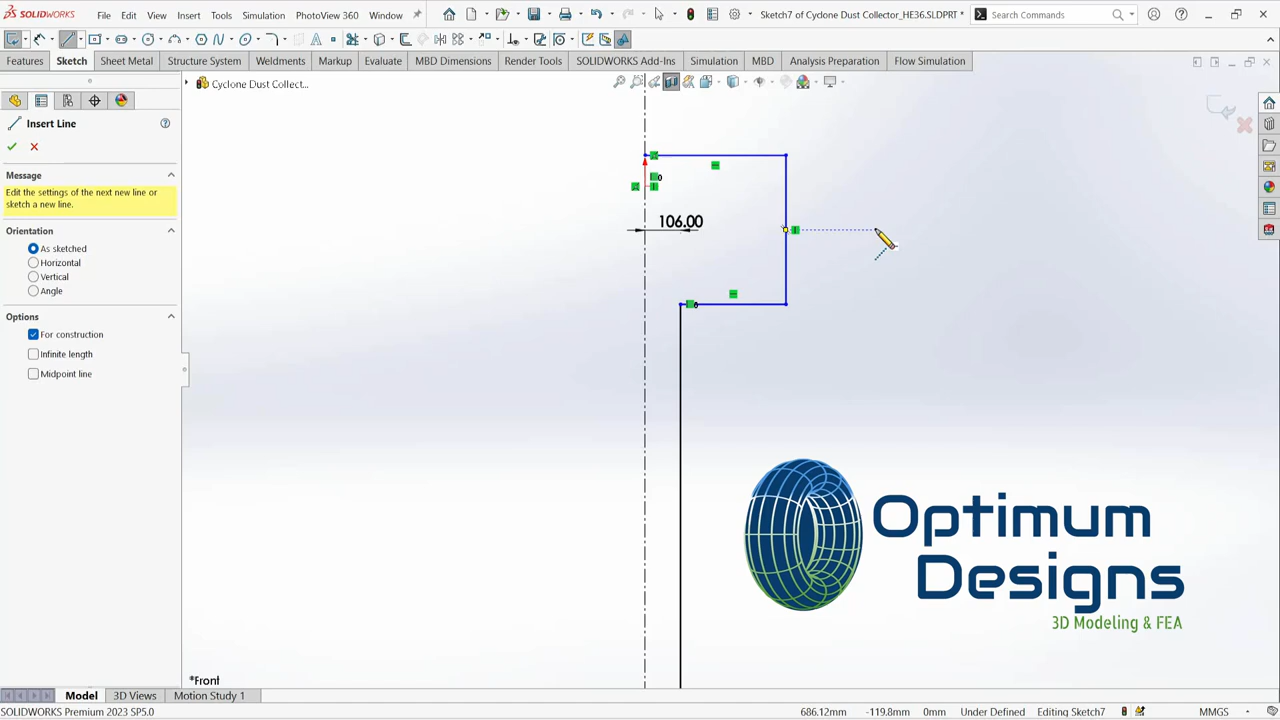 SOLIDWORKS
File
Edit
View
Insert
Tools
Simulation
PhotoView 360
Window
Sketch7 of Cyclone Dust Collector_HE36.SLDPRT *
Search Commands
Features
Sketch
Sheet Metal
Structure System
Weldments
Markup
Evaluate
MBD Dimensions
Render Tools
SOLIDWORKS Add-Ins
Simulation
MBD
Analysis Preparation
Flow Simulation
Cyclone Dust Collect...
Insert Line
Message
Edit the settings of the next new line or
sketch a new line.
Orientation
As sketched
Horizontal
Vertical
Angle
Options
For construction
Infinite length
Midpoint line
106.00
Optimum
Designs
3D Modeling & FEA
*Front
Model
3D Views
Motion Study 1
SOLIDWORKS Premium 2023 SP5.0
686.12mm
-119.8mm
0mm
Under Defined
Editing Sketch7
MMGS